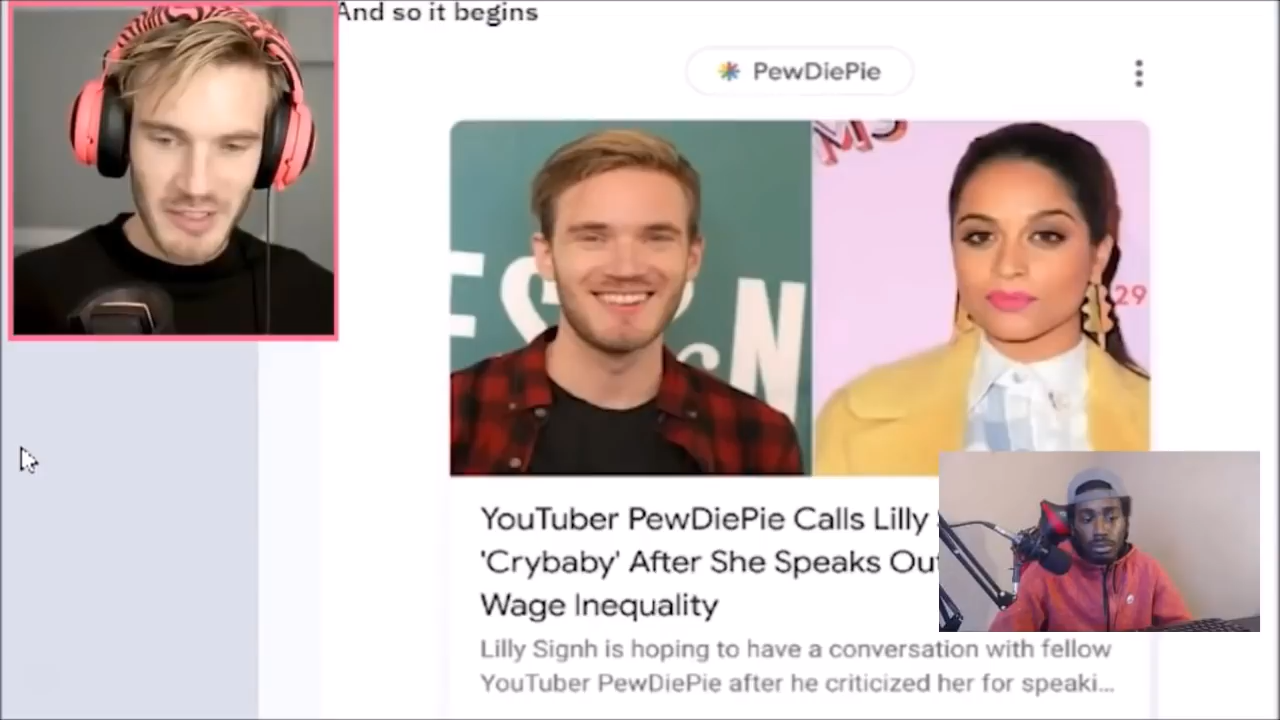 And so it begins
PewDiePie
YouTuber PewDiePie Calls Lilly
'Crybaby' After She Speaks
Wage Inequality
Lilly Signh is hoping to have a conversation with fellow
YouTuber PewDiePie after he criticized her for speaki...
29